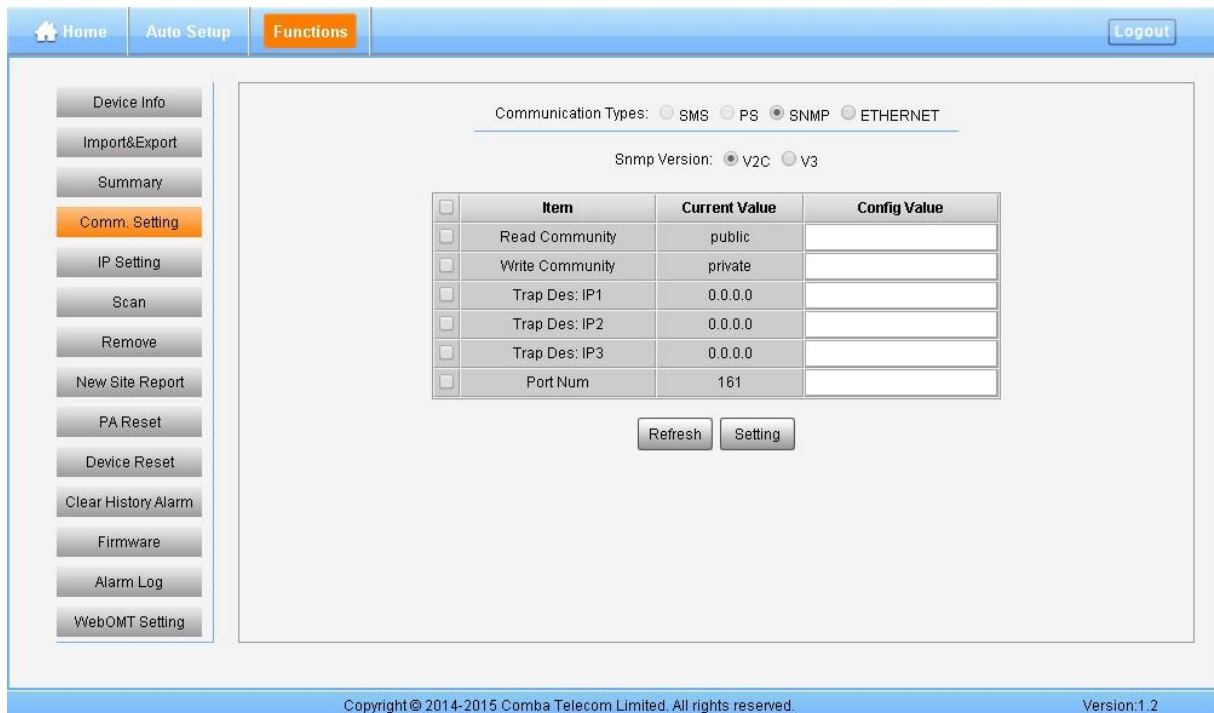 Home Auto Setup Functions Logout
Device Info
Import&Export
Summary
Comm. Setting
IP Setting
Scan
Remove
New Site Report
PA Reset
Device Reset
Clear History Alarm
Firmware
Alarm Log
WebOMT Setting
Communication Types: SMS PS SNMP ETHERNET
Snmp Version: V2C V3
Item Current Value Config Value
Read Community public
Write Community private
Trap Des: IP1 0.0.0.0
Trap Des: IP2 0.0.0.0
Trap Des: IP3 0.0.0.0
Port Num 161
Refresh Setting
Copyright © 2014-2015 Comba Telecom Limited. All rights reserved. Version:1.2